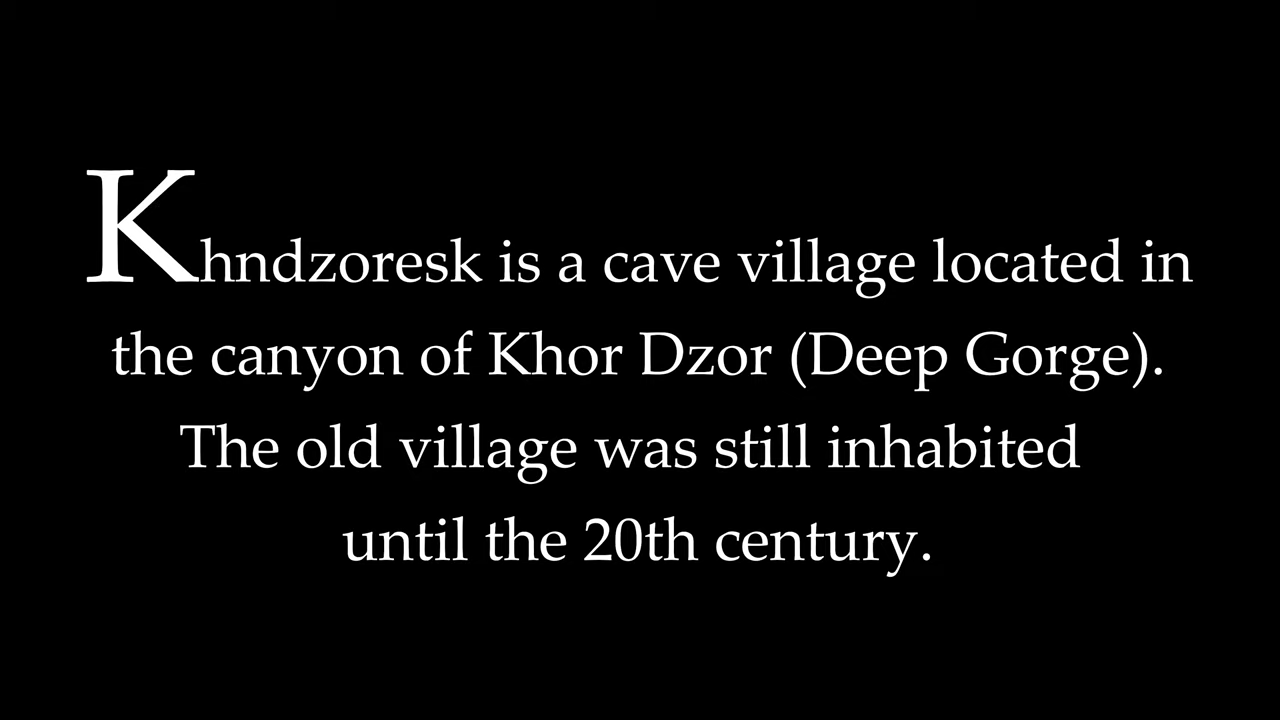 Khndzoresk is a cave village located in
the canyon of Khor Dzor (Deep Gorge).
The old village was still inhabited
until the 20th century.